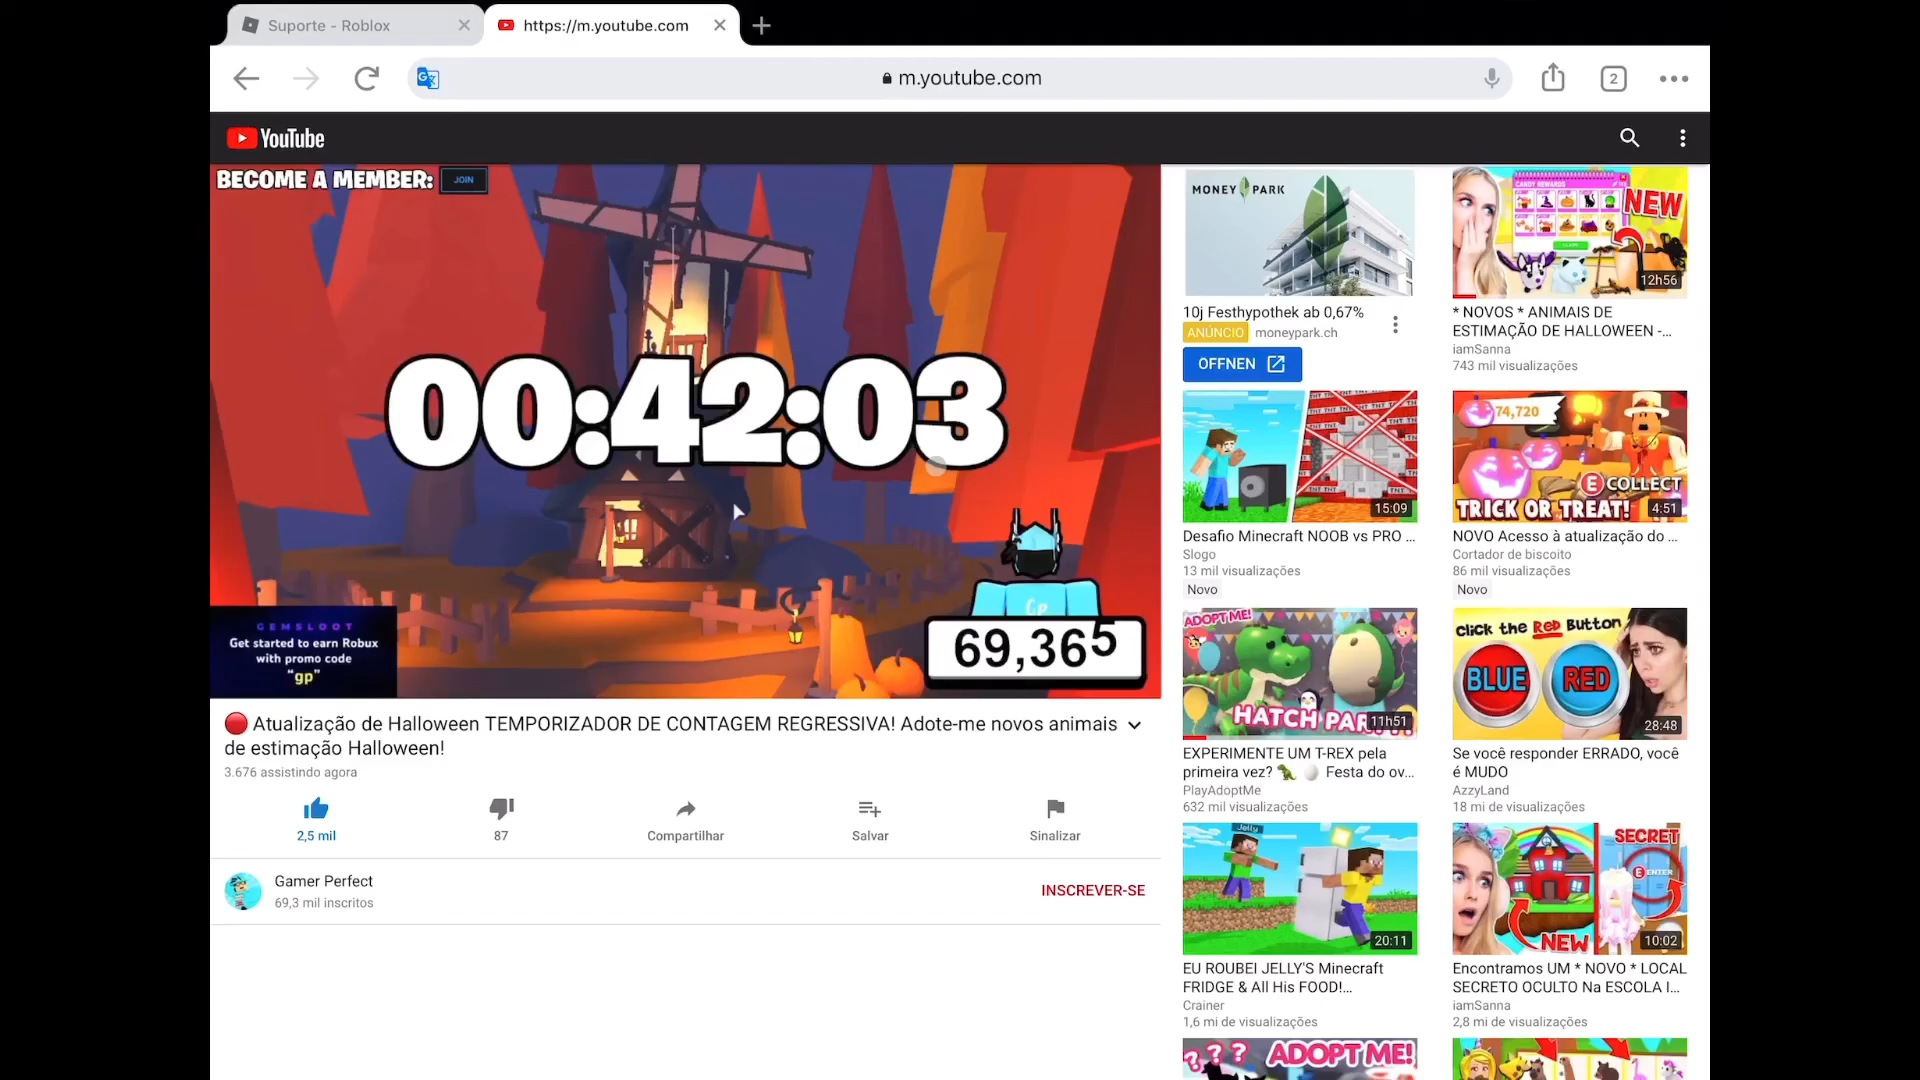 Suporte - Roblox
https://m.youtube.com
m.youtube.com
2
YouTube
BECOME A MEMBER:
JOIN
00:42:03
GEMSLOOT
Get started to earn Robux
with promo code
"gp"
Gp
69,365
🔴 Atualização de Halloween TEMPORIZADOR DE CONTAGEM REGRESSIVA! Adote-me novos animais
de estimação Halloween!
3.676 assistindo agora
2,5 mil
87
Compartilhar
Salvar
Sinalizar
Gamer Perfect
69,3 mil inscritos
INSCREVER-SE
MONEY PARK
10j Festhypothek ab 0,67%
ANÚNCIO
moneypark.ch
OFFNEN
CANDY REWARDS
NEW
12h56
* NOVOS * ANIMAIS DE
ESTIMAÇÃO DE HALLOWEEN -...
iamSanna
743 mil visualizações
15:09
Desafio Minecraft NOOB vs PRO ...
Slogo
13 mil visualizações
Novo
74,720
E COLLECT
TRICK OR TREAT!
4:51
NOVO Acesso à atualização do ...
Cortador de biscoito
86 mil visualizações
Novo
ADOPT ME!
HATCH PAR
11h51
EXPERIMENTE UM T-REX pela
primeira vez? 🦖 🥚 Festa do ov...
PlayAdoptMe
632 mil visualizações
Click the Red Button
BLUE
RED
28:48
Se você responder ERRADO, você
é MUDO
AzzyLand
18 mi de visualizações
Jelly
20:11
EU ROUBEI JELLY'S Minecraft
FRIDGE & All His FOOD!...
Crainer
1,6 mi de visualizações
SECRET
E ENTER
NEW
10:02
Encontramos UM * NOVO * LOCAL
SECRETO OCULTO Na ESCOLA I...
iamSanna
2,8 mi de visualizações
? ? ?
ADOPT ME!